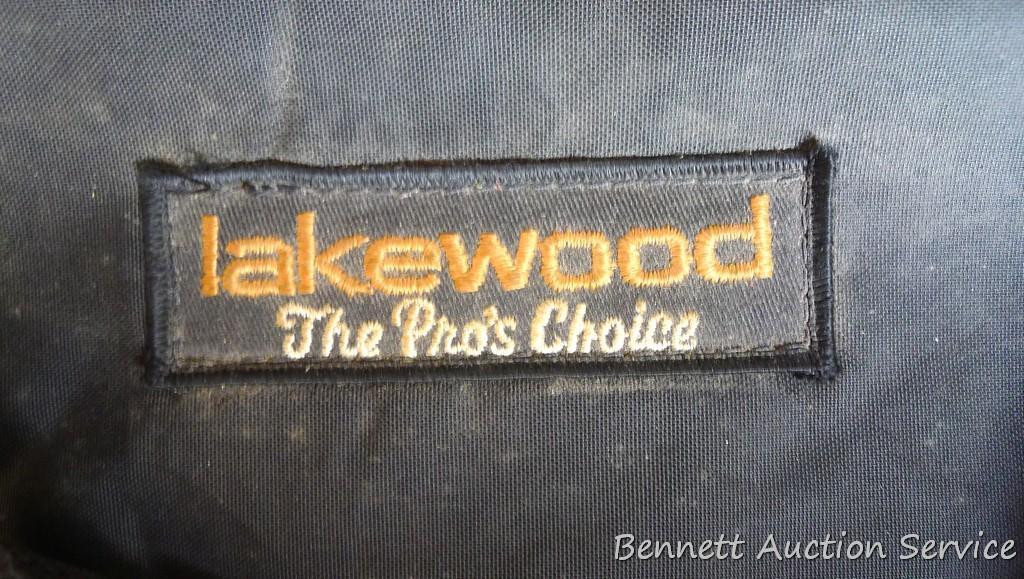 lakewood
The Pro's Choice
Bennett Auction Service